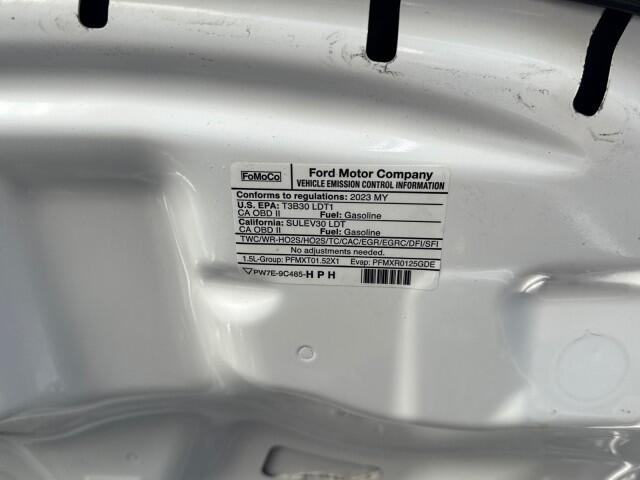 FoMoCo
Ford Motor Company
VEHICLE EMISSION CONTROL INFORMATION
Conforms to regulations: 2023 MY
U.S. EPA: T3B30 LDT1
CA OBD II Fuel: Gasoline
California: SULEV30 LDT
CA OBD II Fuel: Gasoline
TWC/WR-HO2S/HO2S/TC/CAC/EGR/EGRC/DFI/SFI
No adjustments needed.
1.5L-Group: PFMXT01.52X1 Evap: PFMXR0125GDE
PW7E-9C485-HPH